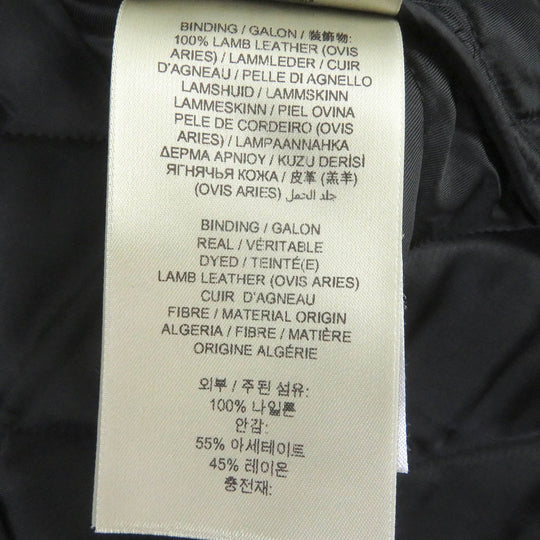 BINDING / GALON / 装飾物:
100% LAMB LEATHER (OVIS
ARIES) / LAMMLEDER / CUIR
D'AGNEAU / PELLE DI AGNELLO
LAMSHUID / LAMMSKINN
LAMMESKINN / PIEL OVINA
PELE DE CORDEIRO (OVIS
ARIES) / LAMPAANNAHKA
ΔΕΡΜΑ ΑΡΝΙΟΥ / KUZU DERİSİ
ЯГНЯЧЬЯ КОЖА / 皮革 (羔羊)
(OVIS ARIES) جلد الحمل
BINDING / GALON
REAL / VÉRITABLE
DYED / TEINTÉ(E)
LAMB LEATHER (OVIS ARIES)
CUIR D'AGNEAU
FIBRE / MATERIAL ORIGIN
ALGERIA / FIBRE / MATIÈRE
ORIGINE ALGÉRIE
외부 / 주된 섬유:
100% 나일론
안감:
55% 아세테이트
45% 레이온
충전재: